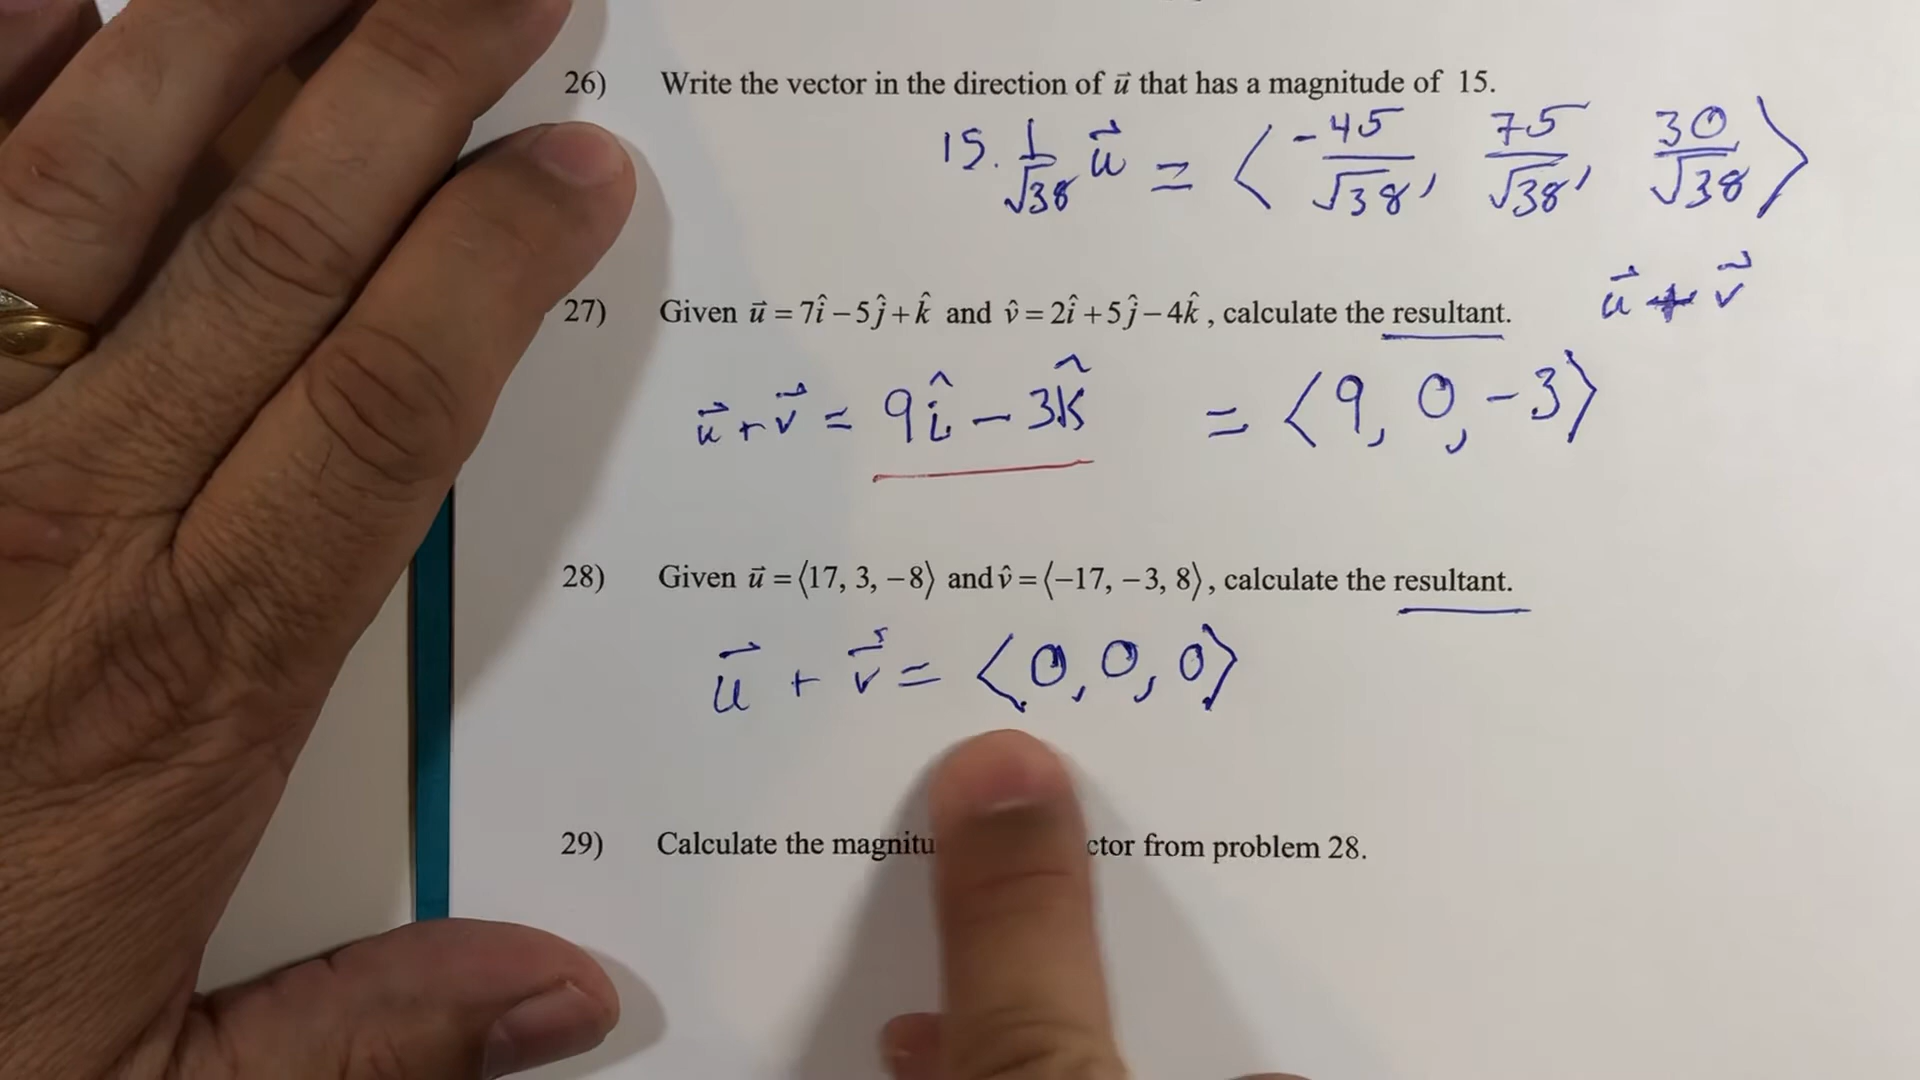 26) Write the vector in the direction of u⃗ that has a magnitude of 15.
15 · 1/√38 u⃗ = ⟨-45/√38, 75/√38, 30/√38⟩
u⃗ + v⃗
27) Given u⃗ = 7î − 5ĵ + k̂ and v̂ = 2î + 5ĵ − 4k̂, calculate the resultant.
u⃗ + v⃗ = 9î − 3k̂ = ⟨9, 0, −3⟩
28) Given u⃗ = ⟨17, 3, −8⟩ and v̂ = ⟨−17, −3, 8⟩, calculate the resultant.
u⃗ + v⃗ = ⟨0, 0, 0⟩
29) Calculate the from problem 28.